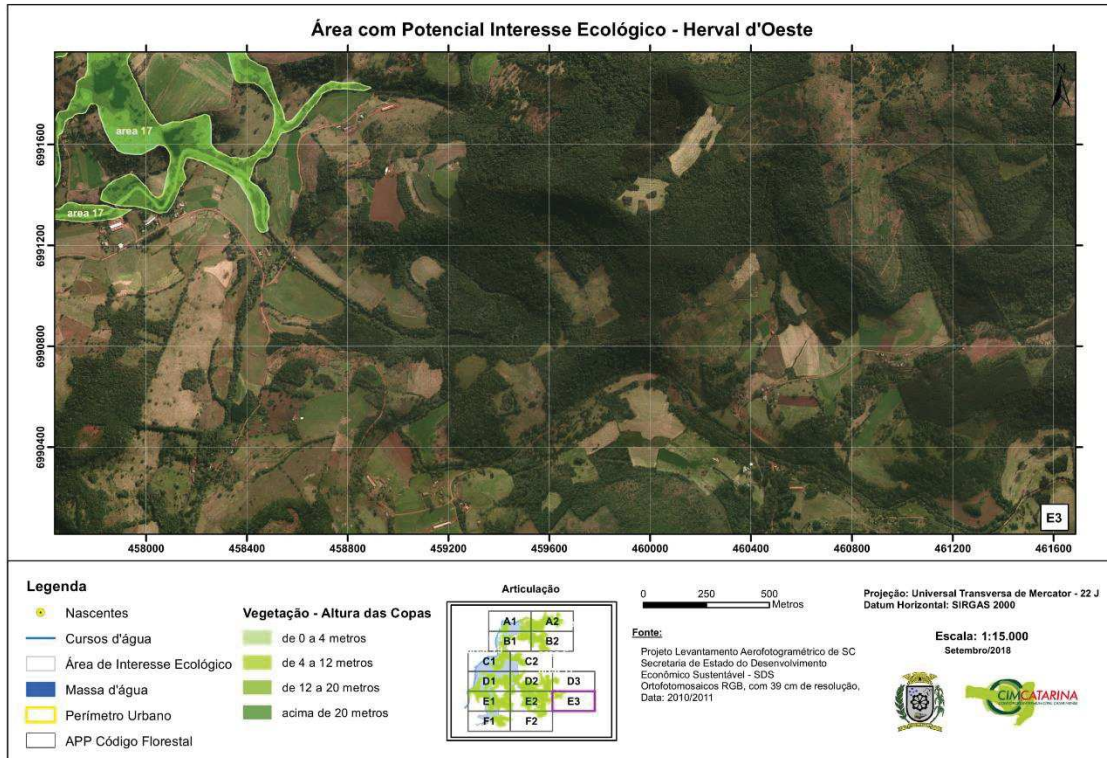 Área com Potencial Interesse Ecológico - Herval d'Oeste
N
area 17
area 17
6991600
6991200
6990800
6990400
E3
458000
458400
458800
459200
459600
460000
460400
460800
461200
461600
Legenda
Nascentes
Cursos d'água
Área de Interesse Ecológico
Massa d'água
Perímetro Urbano
APP Código Florestal
Vegetação - Altura das Copas
de 0 a 4 metros
de 4 a 12 metros
de 12 a 20 metros
acima de 20 metros
Articulação
A1 A2
B1 B2
C1 C2
D1 D2 D3
E1 E2 E3
F1 F2
0 250 500
Metros
Fonte:
Projeto Levantamento Aerofotogramétrico de SC
Secretaria de Estado do Desenvolvimento
Econômico Sustentável - SDS
Ortofotomosaicos RGB, com 39 cm de resolução,
Data: 2010/2011
Projeção: Universal Transversa de Mercator - 22 J
Datum Horizontal: SIRGAS 2000
Escala: 1:15.000
Setembro/2018
CIMCATARINA